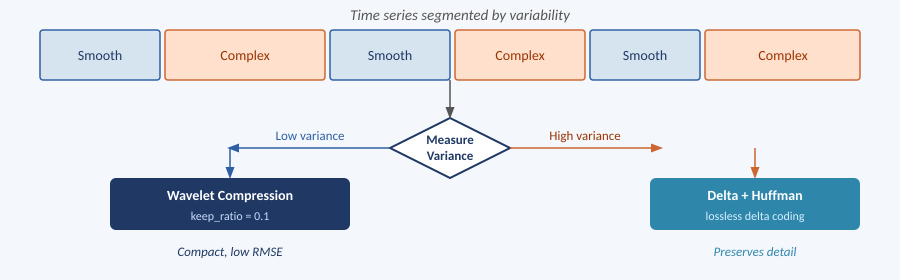 Time series segmented by variability
Smooth
Complex
Smooth
Complex
Smooth
Complex
Low variance
Measure
Variance
High variance
Wavelet Compression
keep_ratio = 0.1
Delta + Huffman
lossless delta coding
Compact, low RMSE
Preserves detail